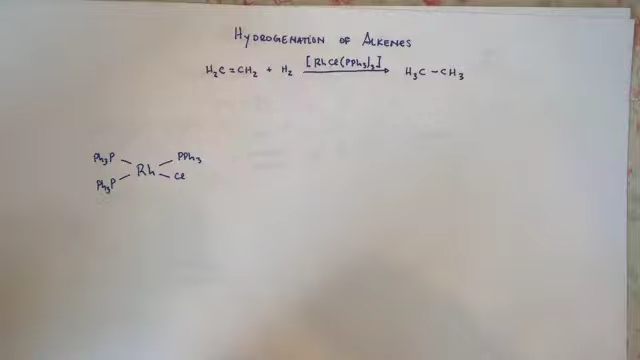 HYDROGENATION OF ALKENES
[RhCl(PPh3)3]
H2C=CH2 + H2 → H3C-CH3
Ph3P PPh3
Rh
Ph3P Cl